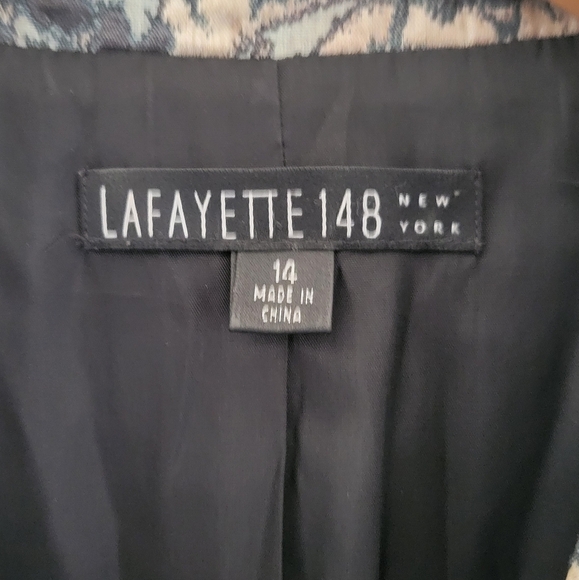 LAFAYETTE 148 NEW YORK
14
MADE IN
CHINA